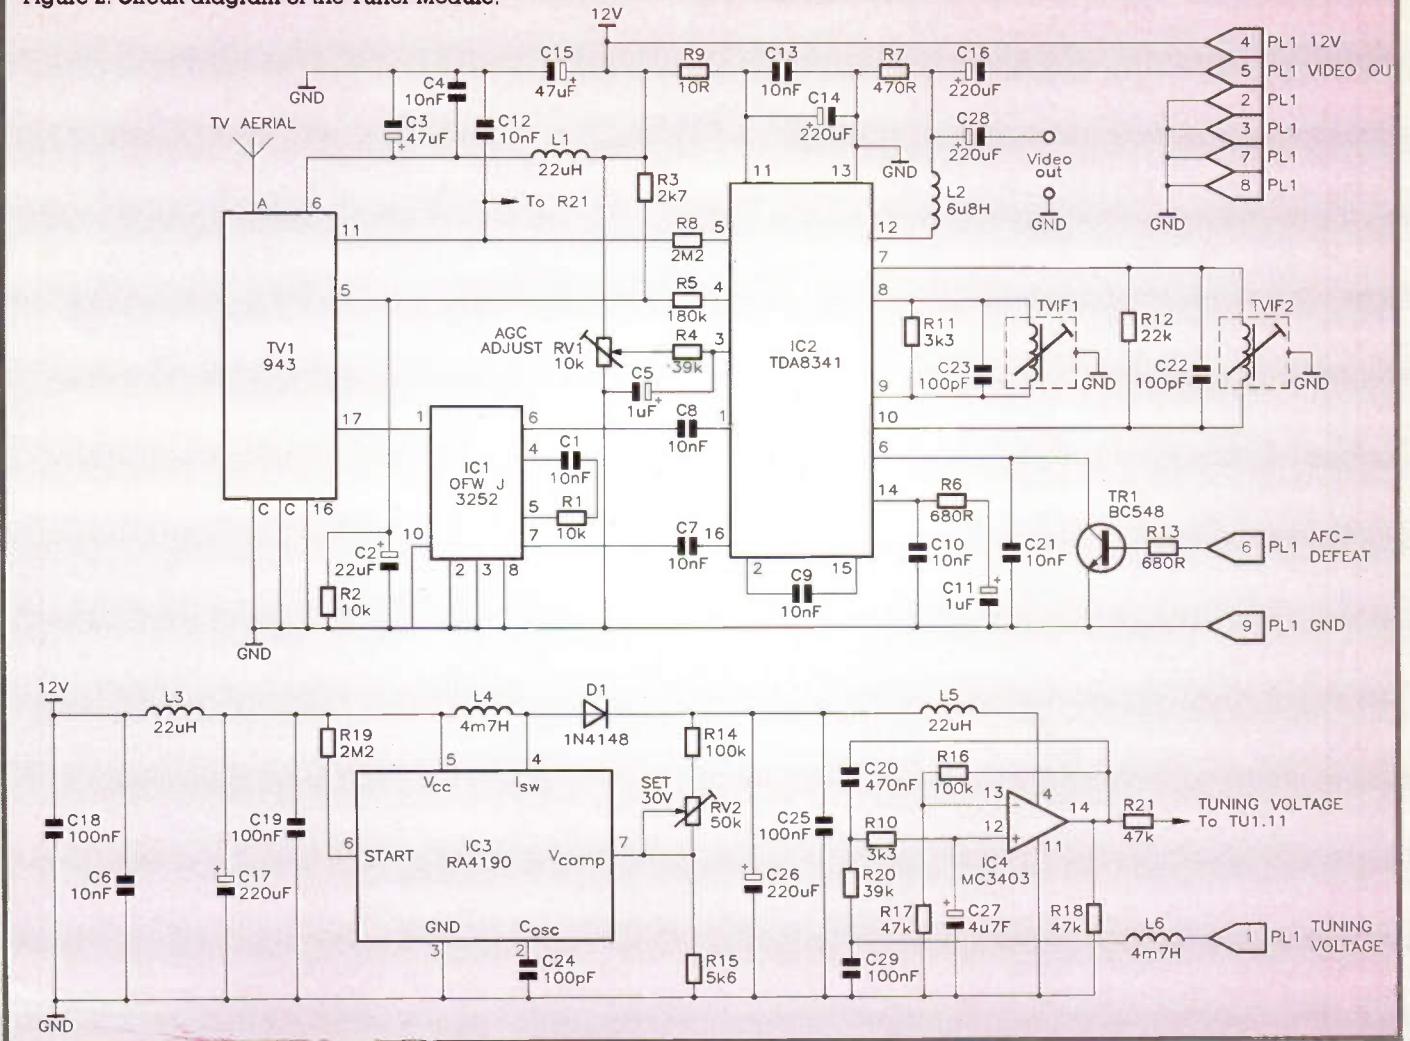 Figure 2. Circuit diagram of the Tuner Module.
12V
C15
47uF
R9
10R
C13
10nF
R7
470R
C16
220uF
4 PL1 12V
5 PL1 VIDEO OU
2 PL1
3 PL1
7 PL1
8 PL1
GND
GND
C4
10nF
C3
47uF
C12
10nF
C14
220uF
C28
220uF
Video
out
GND
TV AERIAL
L1
22uH
R3
2k7
GND
L2
6u8H
To R21
A 6
11
5
17
TV1
943
C C 16
R8
2M2
R5
180k
R4
39k
AGC
ADJUST
RV1
10k
C5
1uF
C8
10nF
C7
10nF
11 13
5
4
3
1
16
2 15
12
7
8
9
10
6
14
IC2
TDA8341
C9
10nF
R11
3k3
C23
100pF
TVIF1
GND
R12
22k
C22
100pF
TVIF2
GND
1
6
4
5
7
10
2 3 8
IC1
OFW J
3252
C1
10nF
R1
10k
C2
22uF
R2
10k
GND
R6
680R
C10
10nF
C21
10nF
C11
1uF
TR1
BC548
R13
680R
6 PL1 AFC-
DEFEAT
9 PL1 GND
12V
L3
22uH
L4
4m7H
D1
1N4148
L5
22uH
R19
2M2
R14
100k
5 4
Vcc Isw
SET
30V
RV2
50k
C20
470nF
R16
100k
13
4
14
12
11
R21
47k
TUNING VOLTAGE
To TU1.11
C18
100nF
C19
100nF
6 START
IC3
RA4190
Vcomp
7
C25
100nF
R10
3k3
IC4
MC3403
C6
10nF
C17
220uF
C26
220uF
R20
39k
R17
47k
C27
4u7F
R18
47k
L6
4m7H
1 PL1 TUNING
VOLTAGE
GND
3
Cosc
2
C24
100pF
R15
5k6
C29
100nF
GND